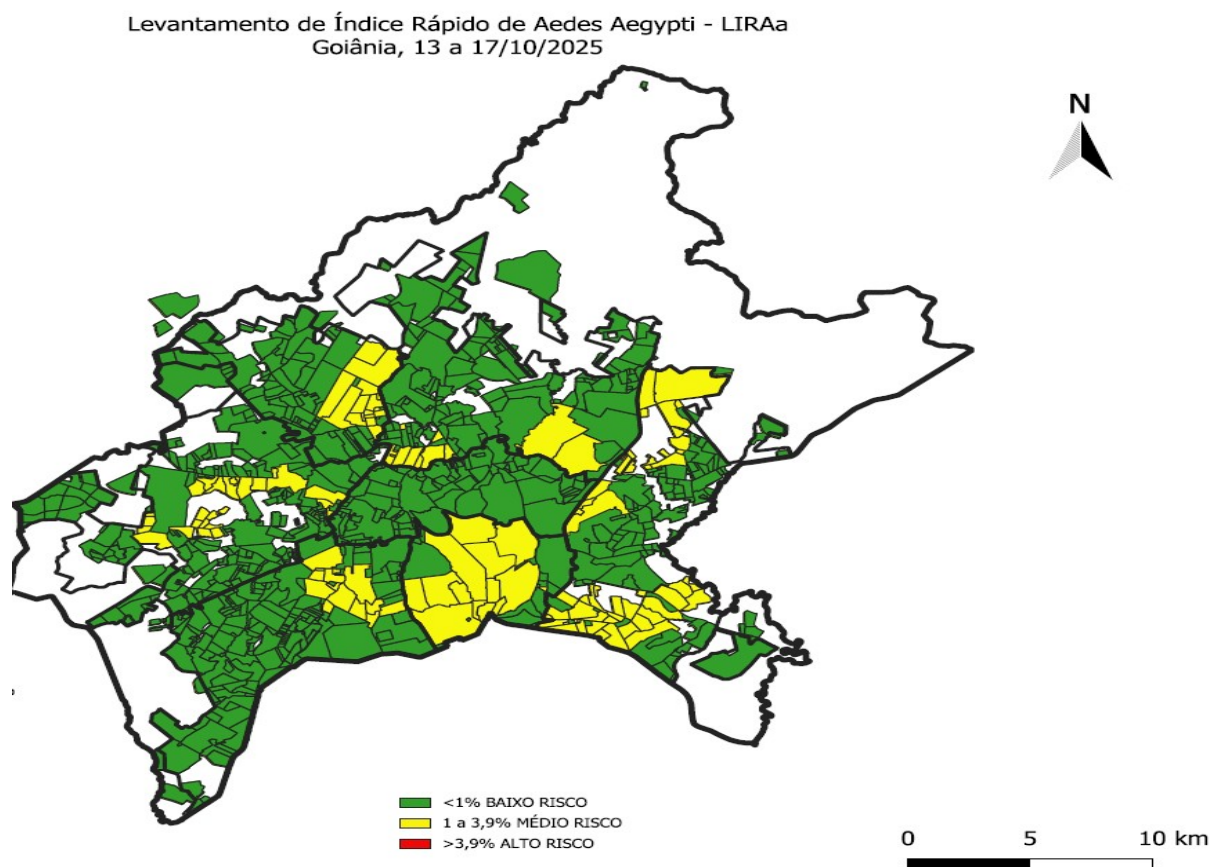 Levantamento de Índice Rápido de Aedes Aegypti - LIRAa
Goiânia, 13 a 17/10/2025
N
<1% BAIXO RISCO
1 a 3,9% MÉDIO RISCO
>3,9% ALTO RISCO
0 5 10 km